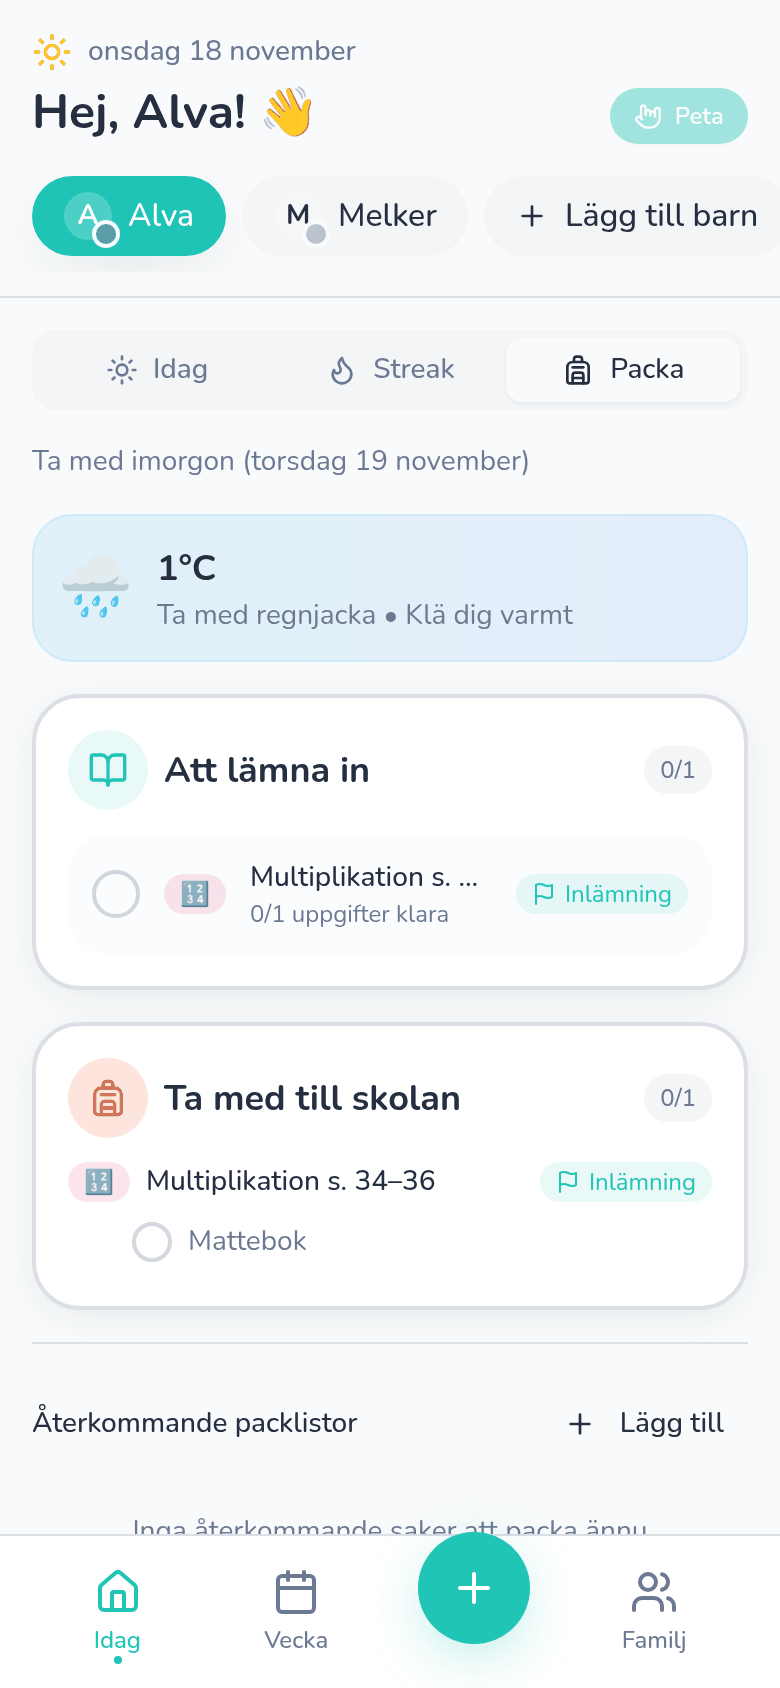 onsdag 18 november
Hej, Alva! 👋
Peta
A Alva
M Melker
+ Lägg till barn
Idag
Streak
Packa
Ta med imorgon (torsdag 19 november)
1°C
Ta med regnjacka • Klä dig varmt
Att lämna in
0/1
🔢 Multiplikation s. ...
0/1 uppgifter klara
Inlämning
Ta med till skolan
0/1
🔢 Multiplikation s. 34–36
Inlämning
Mattebok
Återkommande packlistor
+ Lägg till
Inga återkommande saker att packa ännu
Idag
Vecka
+
Familj